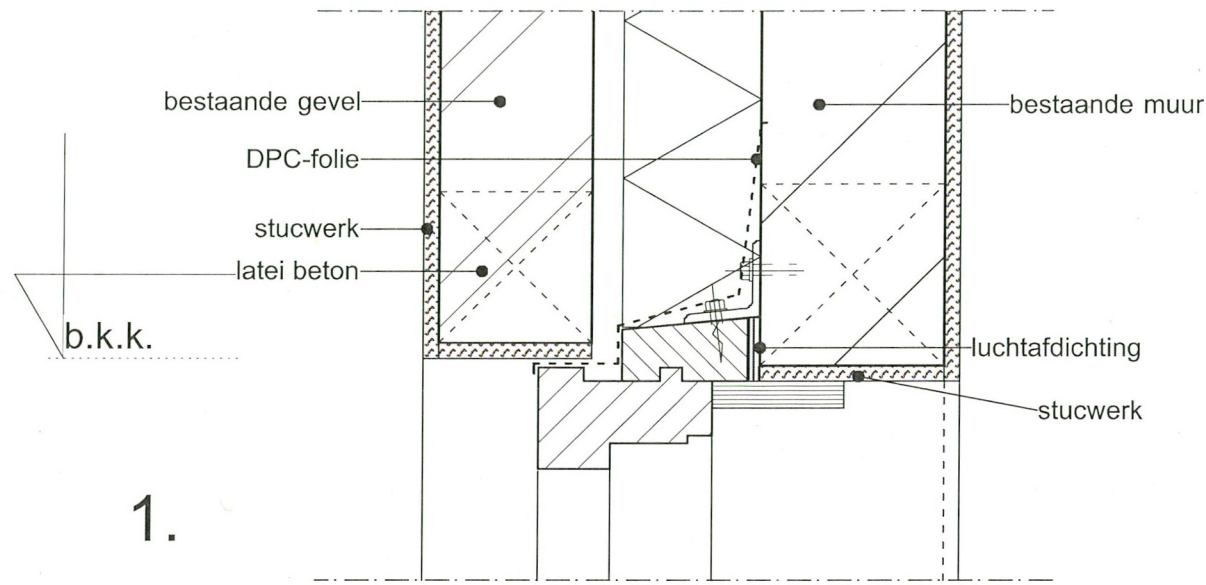 bestaande gevel
bestaande muur
DPC-folie
stucwerk
latei beton
b.k.k.
luchtafdichting
stucwerk
1.